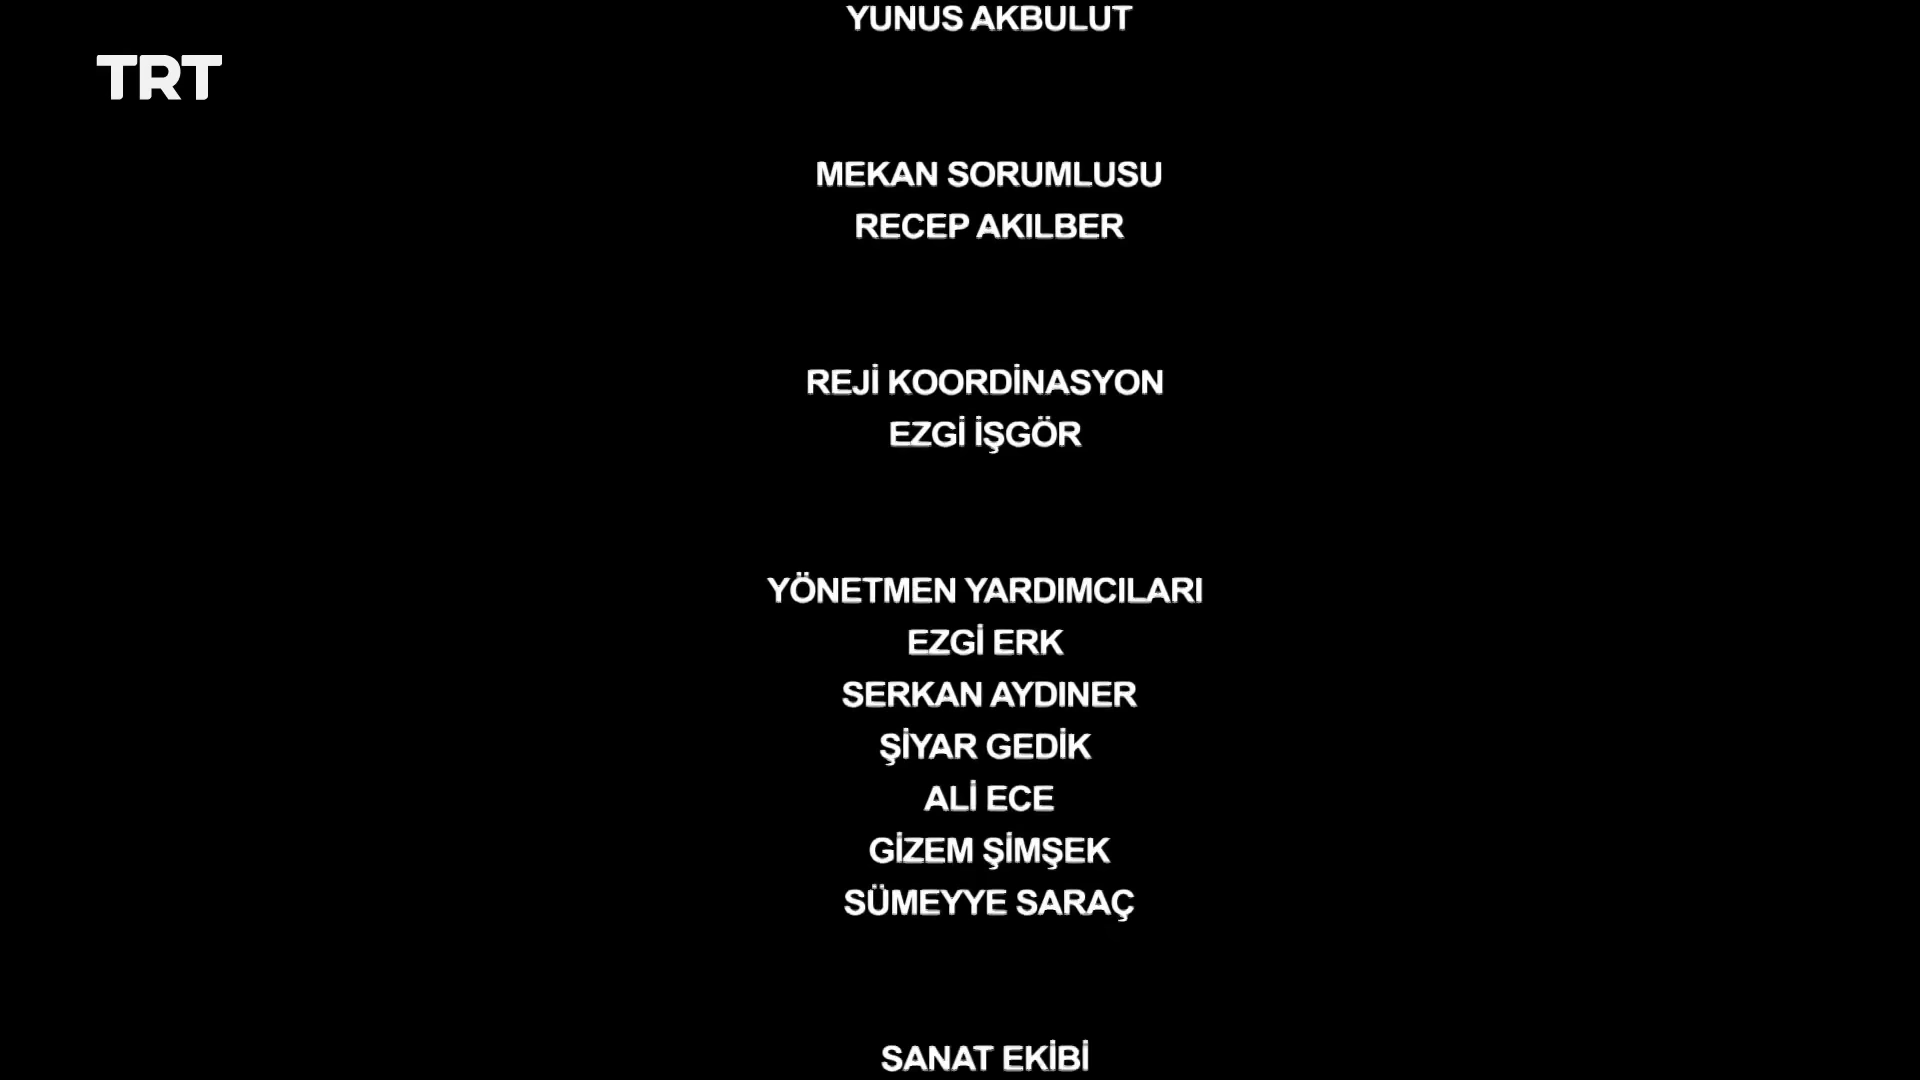 YUNUS AKBULUT
TRT
MEKAN SORUMLUSU
RECEP AKILBER
REJİ KOORDİNASYON
EZGİ İŞGÖR
YÖNETMEN YARDIMCILARI
EZGİ ERK
SERKAN AYDINER
ŞİYAR GEDİK
ALİ ECE
GİZEM ŞİMŞEK
SÜMEYYE SARAÇ
SANAT EKİBİ